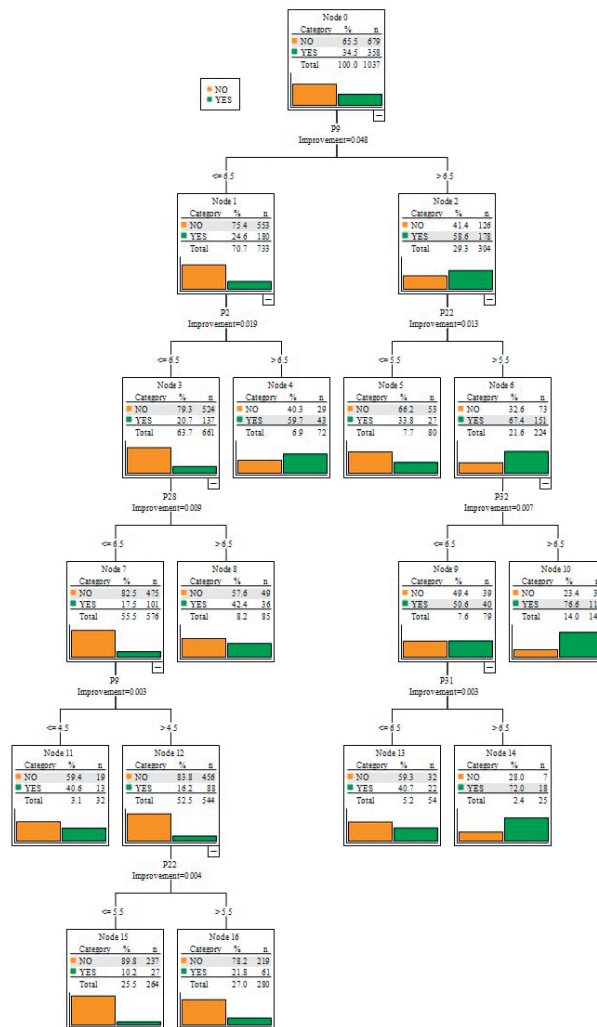 Node 0
Category % n
NO 65.5 679
YES 34.5 358
Total 100.0 1037
NO
YES
P9
Improvement=0.048
<= 6.5
> 6.5
Node 1
Category % n
NO 75.4 553
YES 24.6 180
Total 70.7 733
Node 2
Category % n
NO 41.4 126
YES 58.6 178
Total 29.3 304
P2
Improvement=0.019
P22
Improvement=0.013
<= 6.5
> 6.5
<= 5.5
> 5.5
Node 3
Category % n
NO 79.3 524
YES 20.7 137
Total 63.7 661
Node 4
Category % n
NO 40.3 29
YES 59.7 43
Total 6.9 72
Node 5
Category % n
NO 66.2 53
YES 33.8 27
Total 7.7 80
Node 6
Category % n
NO 32.6 73
YES 67.4 151
Total 21.6 224
P28
Improvement=0.009
P32
Improvement=0.007
<= 6.5
> 6.5
<= 6.5
> 6.5
Node 7
Category % n
NO 82.5 475
YES 17.5 101
Total 55.5 576
Node 8
Category % n
NO 57.6 49
YES 42.4 36
Total 8.2 85
Node 9
Category % n
NO 49.4 39
YES 50.6 40
Total 7.6 79
Node 10
Category %
NO 23.4 3
YES 76.6 11
Total 14.0 14
P9
Improvement=0.003
P31
Improvement=0.003
<= 4.5
> 4.5
<= 6.5
> 6.5
Node 11
Category % n
NO 59.4 19
YES 40.6 13
Total 3.1 32
Node 12
Category % n
NO 83.8 456
YES 16.2 88
Total 52.5 544
Node 13
Category % n
NO 59.3 32
YES 40.7 22
Total 5.2 54
Node 14
Category % n
NO 28.0 7
YES 72.0 18
Total 2.4 25
P22
Improvement=0.004
<= 5.5
> 5.5
Node 15
Category % n
NO 89.8 237
YES 10.2 27
Total 25.5 264
Node 16
Category % n
NO 78.2 219
YES 21.8 61
Total 27.0 280